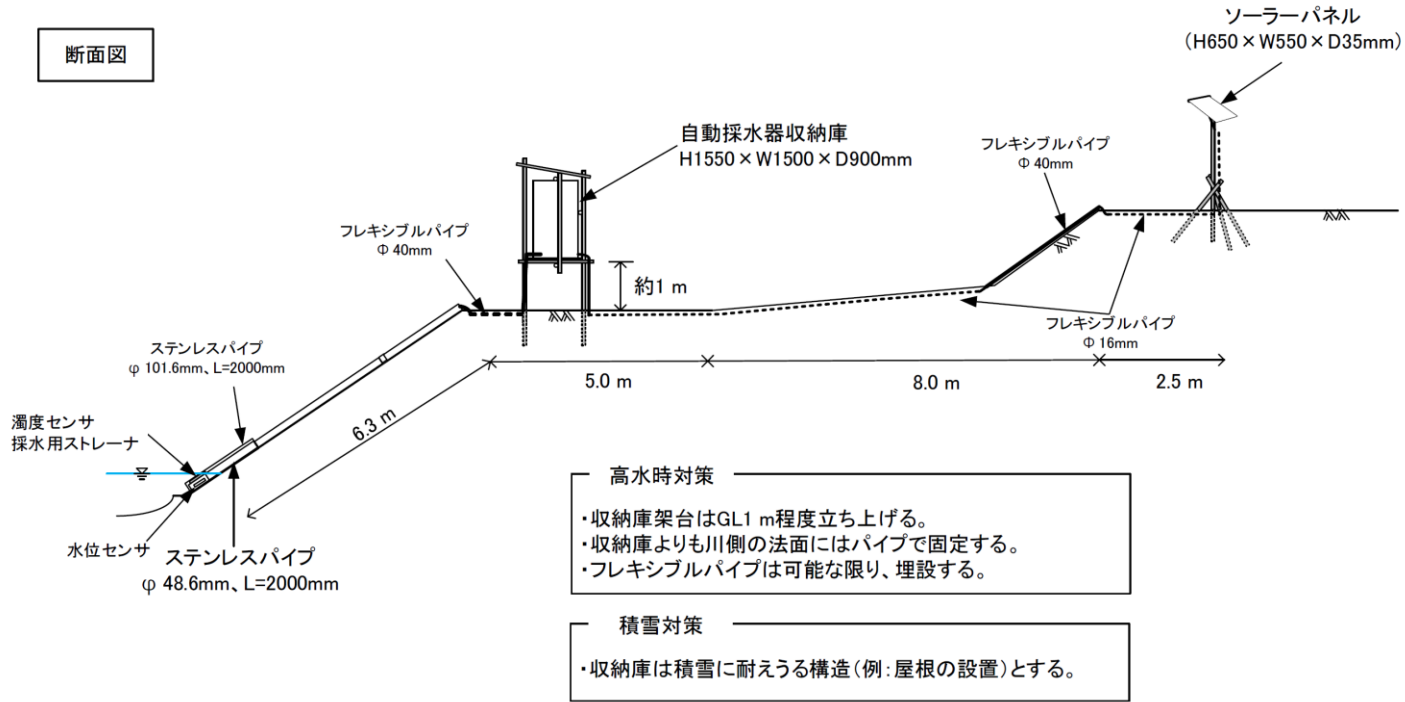 断面図
ソーラーパネル
（H650×W550×D35mm）
自動採水器収納庫
H1550×W1500×D900mm
フレキシブルパイプ
Φ 40mm
フレキシブルパイプ
Φ 40mm
約1 m
フレキシブルパイプ
Φ 16mm
ステンレスパイプ
φ 101.6mm、L=2000mm
5.0 m
8.0 m
2.5 m
6.3 m
濁度センサ
採水用ストレーナ
水位センサ
ステンレスパイプ
φ 48.6mm、L=2000mm
高水時対策
・収納庫架台はGL1 m程度立ち上げる。
・収納庫よりも川側の法面にはパイプで固定する。
・フレキシブルパイプは可能な限り、埋設する。
積雪対策
・収納庫は積雪に耐えうる構造（例：屋根の設置）とする。